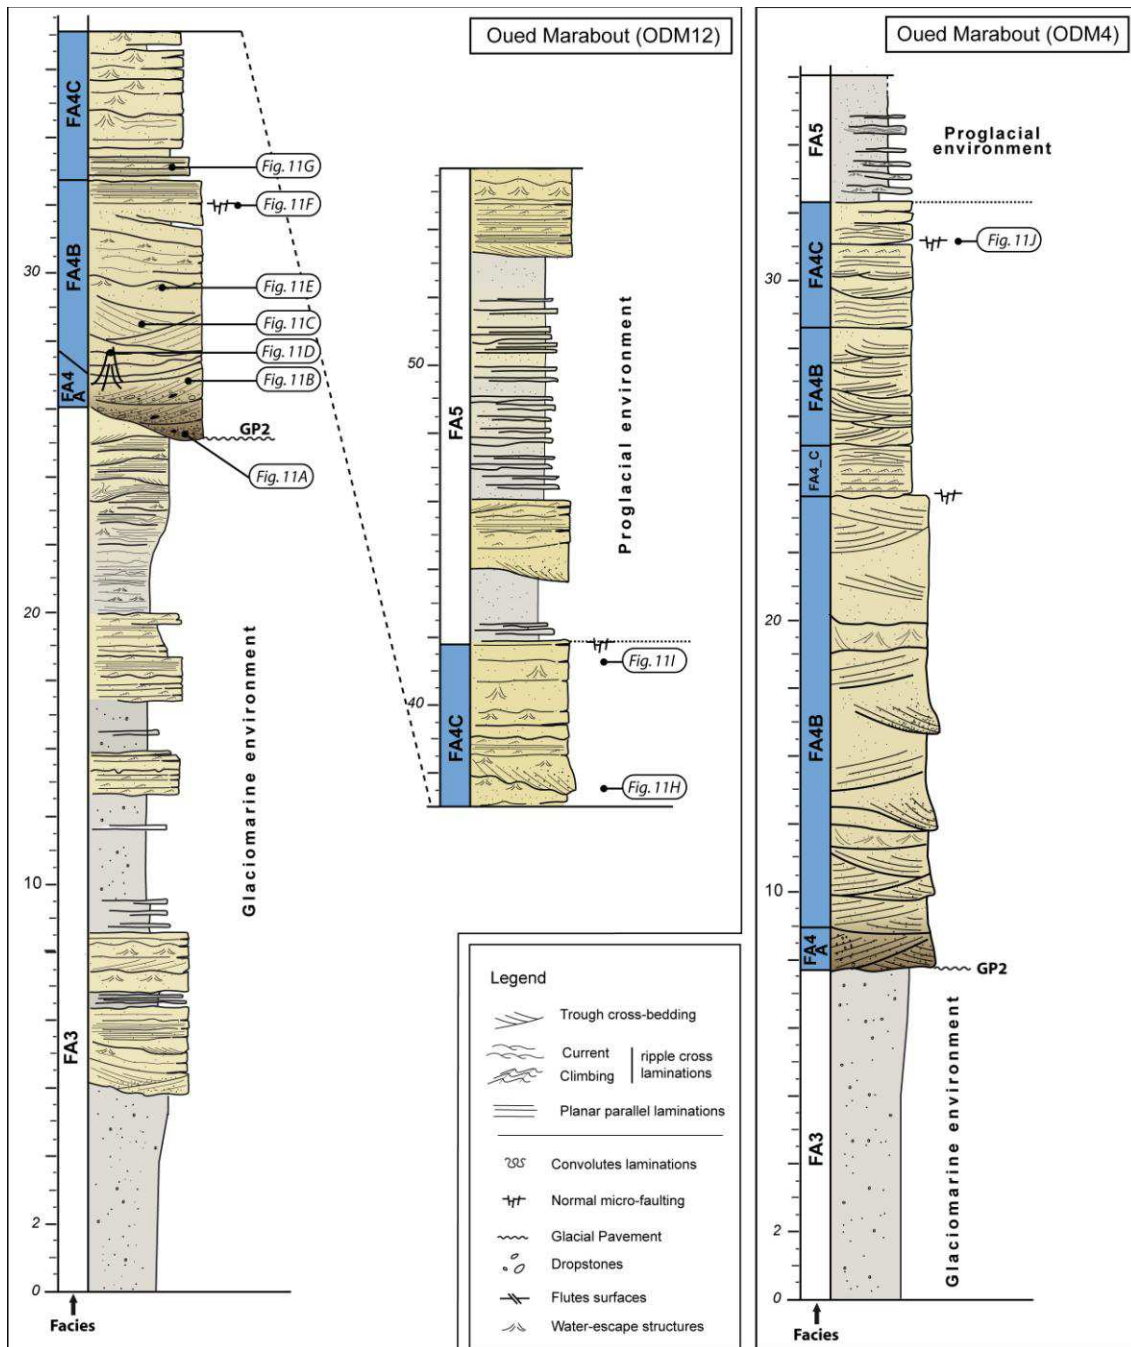 Oued Marabout (ODM12)
FA4C
Fig. 11G
Fig. 11F
FA4B
30
Fig. 11E
Fig. 11C
Fig. 11D
FA4
A
Fig. 11B
GP2
Fig. 11A
20
Glaciomarine environment
10
FA3
2
0
Facies
FA5
50
Proglacial environment
Fig. 11I
40
FA4C
Fig. 11H
Legend
Trough cross-bedding
Current
Climbing
ripple cross
laminations
Planar parallel laminations
Convolutes laminations
Normal micro-faulting
Glacial Pavement
Dropstones
Flutes surfaces
Water-escape structures
Oued Marabout (ODM4)
FA5
Proglacial
environment
FA4C
Fig. 11J
30
FA4B
FA4_C
20
FA4B
10
FA4
A
GP2
Glaciomarine environment
FA3
2
0
Facies